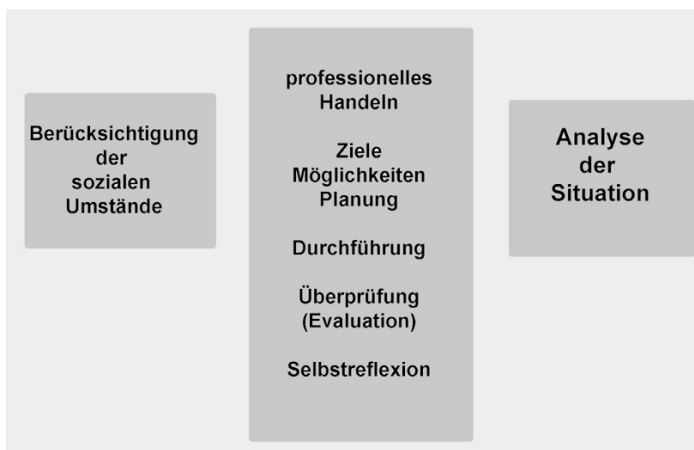 Berücksichtigung
der
sozialen
Umstände
professionelles
Handeln
Ziele
Möglichkeiten
Planung
Durchführung
Überprüfung
(Evaluation)
Selbstreflexion
Analyse
der
Situation